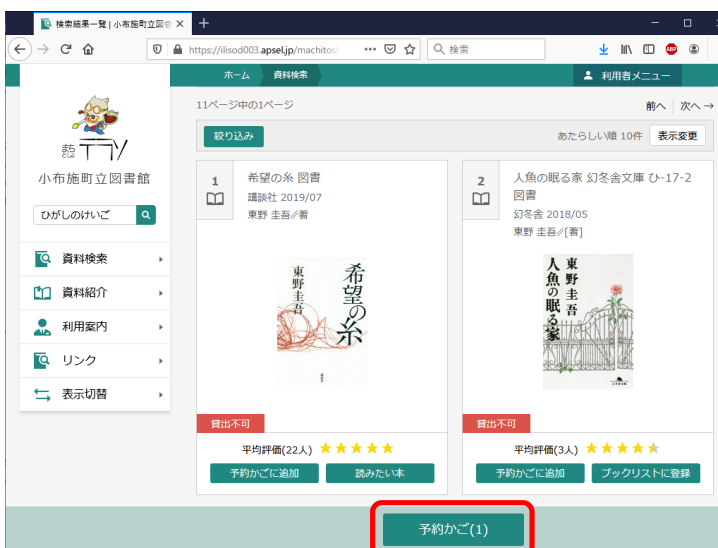 検索結果一覧 | 小布施町立図書
https://ilisod003.apsel.jp/machitos
検索
ホーム 資料検索
利用者メニュー
小布施町立図書館
ひがしのけいご
資料検索
資料紹介
利用案内
リンク
表示切替
11ページ中の1ページ
前へ 次へ→
絞り込み
あたらしい順 10件 表示変更
1
希望の糸 図書
講談社 2019/07
東野 圭吾∥著
希望の糸
東野圭吾
貸出不可
平均評価(22人) ★★★★★
予約かごに追加 読みたい本
2
人魚の眠る家 幻冬舎文庫 ひ-17-2
図書
幻冬舎 2018/05
東野 圭吾∥[著]
東野圭吾
人魚の眠る家
貸出不可
平均評価(3人) ★★★★★
予約かごに追加 ブックリストに登録
予約かご(1)